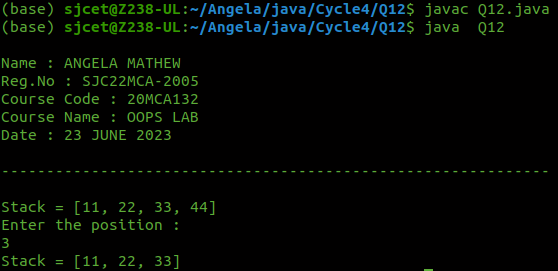 (base) sjcet@Z238-UL:~/Angela/java/Cycle4/Q12$ javac Q12.java
(base) sjcet@Z238-UL:~/Angela/java/Cycle4/Q12$ java  Q12
Name : ANGELA MATHEW
Reg.No : SJC22MCA-2005
Course Code : 20MCA132
Course Name : OOPS LAB
Date : 23 JUNE 2023
-------------------------------------------------------------
Stack = [11, 22, 33, 44]
Enter the position :
3
Stack = [11, 22, 33]